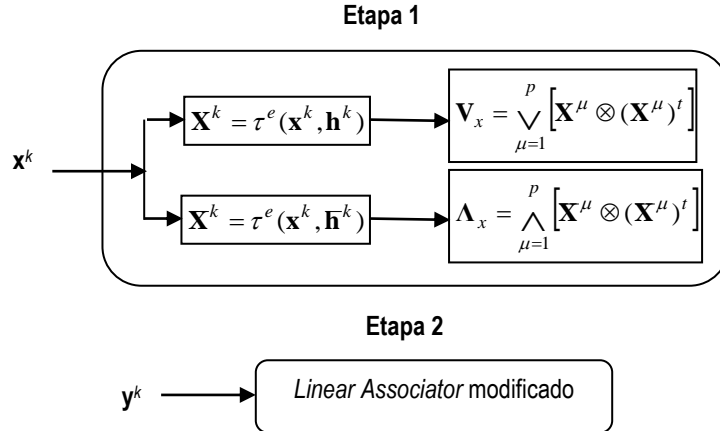 Etapa 1
X^k = τ^e(x^k, h^k)
V_x = ⋁_{μ=1}^{p} [X^μ ⊗ (X^μ)^t]
x^k
X̄^k = τ^e(x^k, h̄^k)
Λ_x = ⋀_{μ=1}^{p} [X̄^μ ⊗ (X̄^μ)^t]
Etapa 2
y^k
Linear Associator modificado